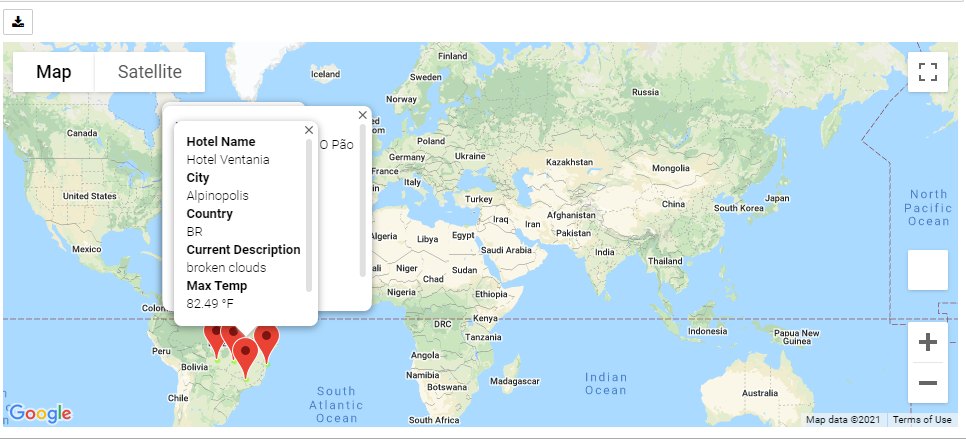 Map
Satellite
Iceland
Finland
Sweden
Norway
Russia
Canada
Poland
Germany
Ukraine
France
Italy
Kazakhstan
Mongolia
United States
Turkey
China
South Korea
Japan
North
Pacific
Ocean
O Pão
Hotel Name
Hotel Ventania
City
Alpinopolis
Country
BR
Current Description
broken clouds
Max Temp
82.49 °F
Mexico
Algeria
Libya
Egypt
Iraq
Iran
Afghanistan
Pakistan
Saudi Arabia
India
Thailand
Niger
Chad
Sudan
Nigeria
Ethiopia
DRC
Kenya
Tanzania
Indonesia
Papua New
Guinea
Peru
Bolivia
Chile
Angola
Namibia
Botswana
Madagascar
South Africa
South
Atlantic
Ocean
Indian
Ocean
Australia
Google
Map data ©2021
Terms of Use